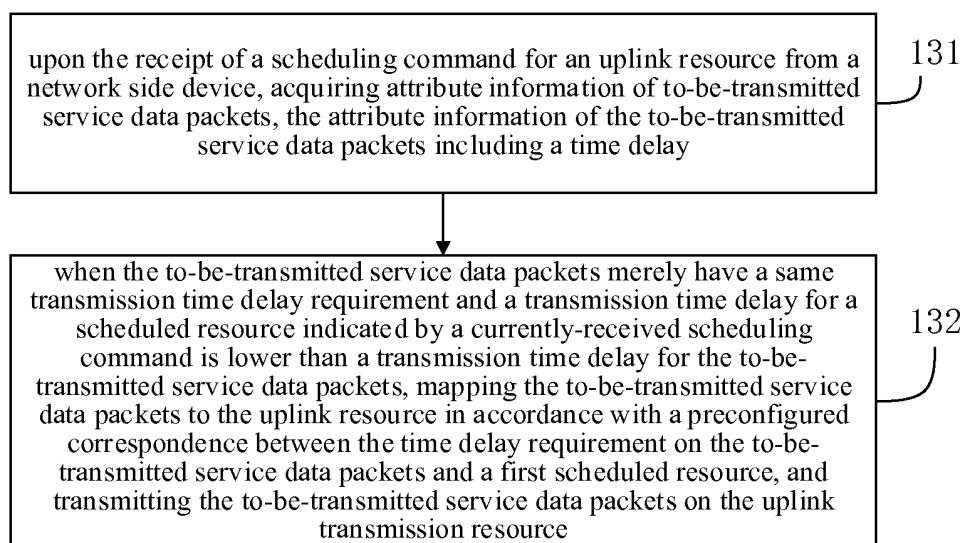 upon the receipt of a scheduling command for an uplink resource from a
network side device, acquiring attribute information of to-be-transmitted
service data packets, the attribute information of the to-be-transmitted
service data packets including a time delay
131
when the to-be-transmitted service data packets merely have a same
transmission time delay requirement and a transmission time delay for a
scheduled resource indicated by a currently-received scheduling
command is lower than a transmission time delay for the to-be-
transmitted service data packets, mapping the to-be-transmitted service
data packets to the uplink resource in accordance with a preconfigured
correspondence between the time delay requirement on the to-be-
transmitted service data packets and a first scheduled resource, and
transmitting the to-be-transmitted service data packets on the uplink
transmission resource
132